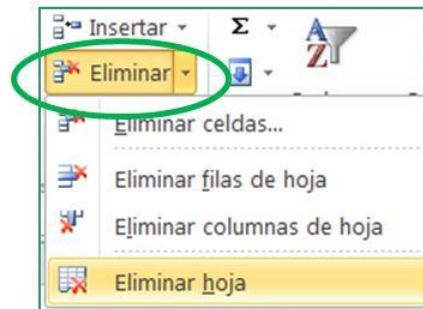 Insertar Σ
Eliminar A
Z
Eliminar celdas...
Eliminar filas de hoja
Eliminar columnas de hoja
Eliminar hoja